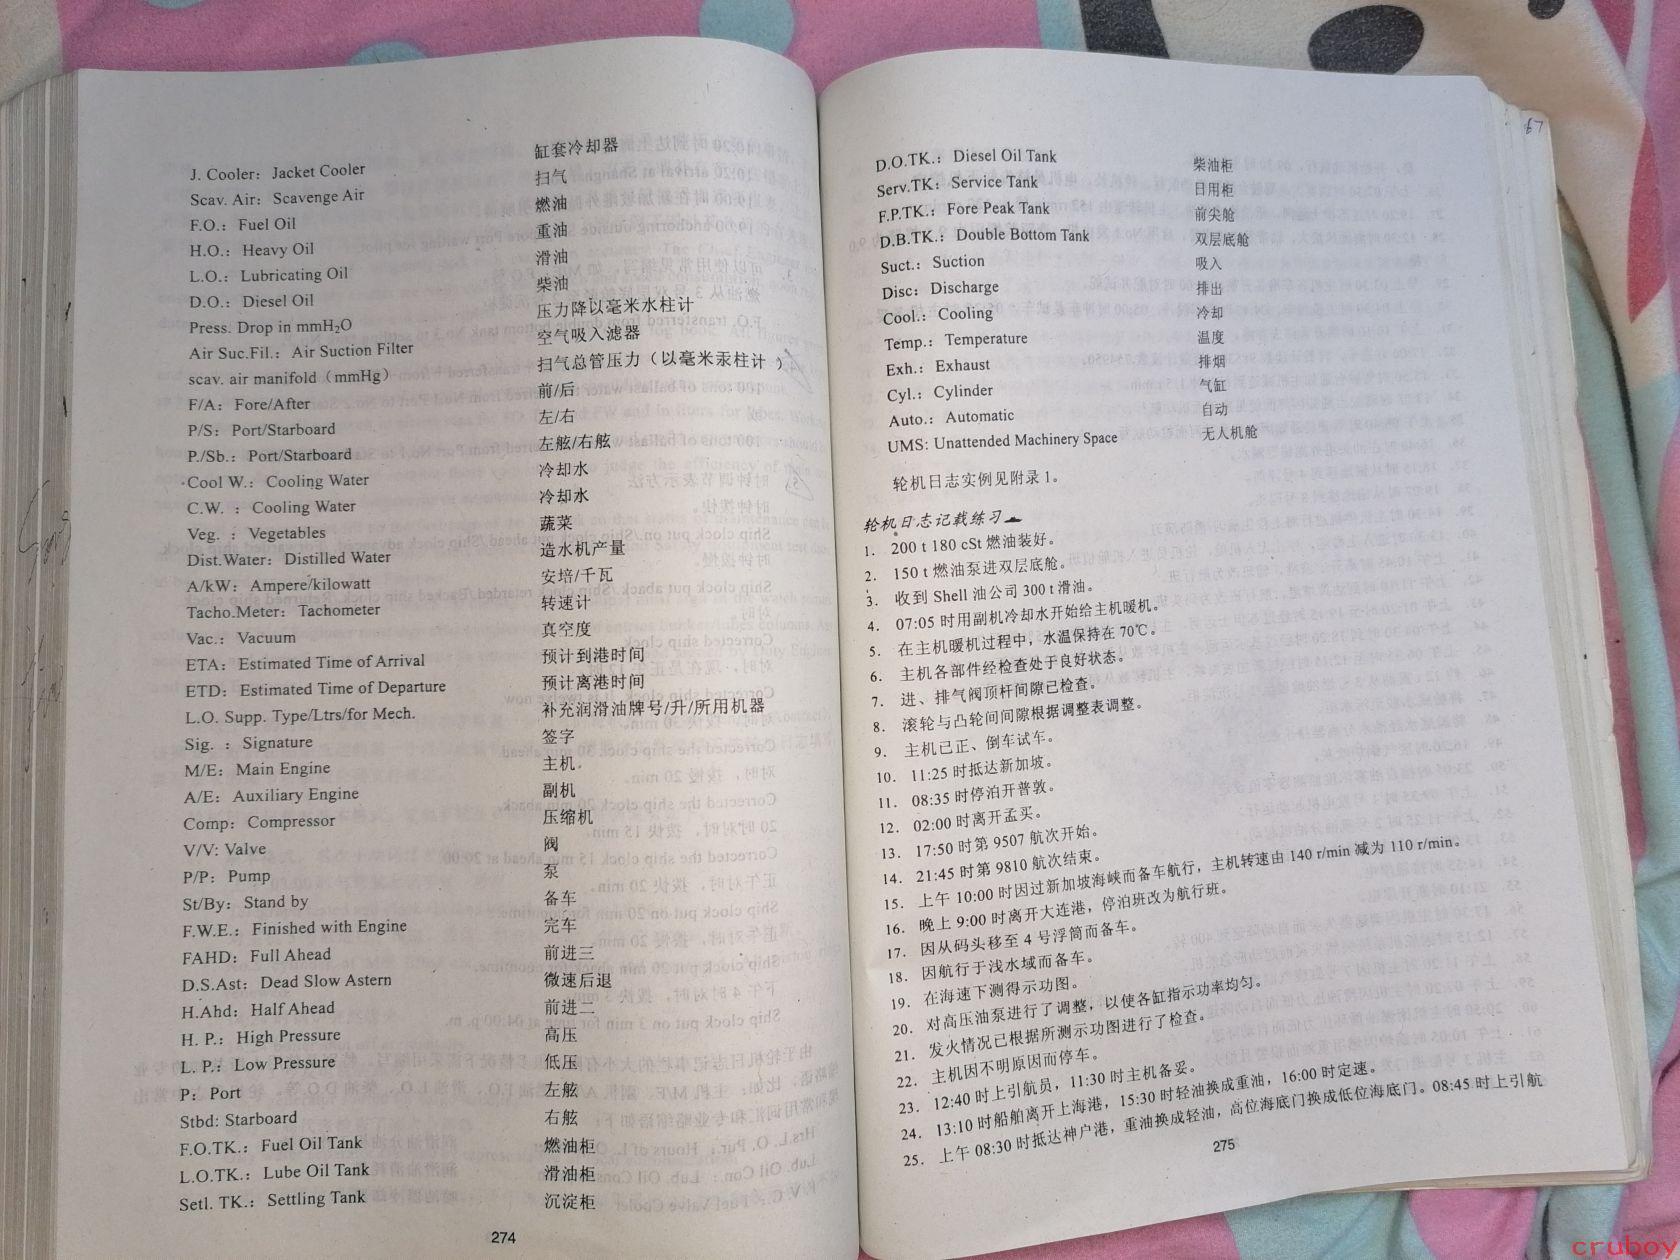 J. Cooler: Jacket Cooler 缸套冷却器
Scav. Air: Scavenge Air 扫气
F.O.: Fuel Oil 燃油
H.O.: Heavy Oil 重油
L.O.: Lubricating Oil 滑油
D.O.: Diesel Oil 柴油
Press. Drop in mmH₂O 压力降以毫米水柱计
Air Suc.Fil.: Air Suction Filter 空气吸入滤器
scav. air manifold（mmHg） 扫气总管压力（以毫米汞柱计）
F/A: Fore/After 前/后
P/S: Port/Starboard 左/右
P./Sb.: Port/Starboard 左舷/右舷
Cool W.: Cooling Water 冷却水
C.W. : Cooling Water 冷却水
Veg. : Vegetables 蔬菜
Dist.Water: Distilled Water 造水机产量
A/kW: Ampere/kilowatt 安培/千瓦
Tacho.Meter: Tachometer 转速计
Vac.: Vacuum 真空度
ETA: Estimated Time of Arrival 预计到港时间
ETD: Estimated Time of Departure 预计离港时间
L.O. Supp. Type/Ltrs/for Mech. 补充润滑油牌号/升/所用机器
Sig. : Signature 签字
M/E: Main Engine 主机
A/E: Auxiliary Engine 副机
Comp: Compressor 压缩机
V/V: Valve 阀
P/P: Pump 泵
St/By: Stand by 备车
F.W.E.: Finished with Engine 完车
FAHD: Full Ahead 前进三
D.S.Ast: Dead Slow Astern 微速后退
H.Ahd: Half Ahead 前进二
H. P.: High Pressure 高压
L. P.: Low Pressure 低压
P: Port 左舷
Stbd: Starboard 右舷
F.O.TK.: Fuel Oil Tank 燃油柜
L.O.TK.: Lube Oil Tank 滑油柜
Setl. TK.: Settling Tank 沉淀柜
274
67
D.O.TK.: Diesel Oil Tank 柴油柜
Serv.TK: Service Tank 日用柜
F.P.TK.: Fore Peak Tank 前尖舱
D.B.TK.: Double Bottom Tank 双层底舱
Suct.: Suction 吸入
Disc: Discharge 排出
Cool.: Cooling 冷却
Temp.: Temperature 温度
Exh.: Exhaust 排烟
Cyl.: Cylinder 气缸
Auto.: Automatic 自动
UMS: Unattended Machinery Space 无人机舱
轮机日志实例见附录1。
轮机日志记载练习
1. 200 t 180 cSt 燃油装好。
2. 150 t 燃油泵进双层底舱。
3. 收到 Shell 油公司 300 t 滑油。
4. 07:05 时用副机冷却水开始给主机暖机。
5. 在主机暖机过程中，水温保持在 70℃。
6. 主机各部件经检查处于良好状态。
7. 进、排气阀顶杆间隙已检查。
8. 滚轮与凸轮间间隙根据调整表调整。
9. 主机已正、倒车试车。
10. 11:25 时抵达新加坡。
11. 08:35 时停泊开普敦。
12. 02:00 时离开孟买。
13. 17:50 时第 9507 航次开始。
14. 21:45 时第 9810 航次结束。
15. 上午 10:00 时因过新加坡海峡而备车航行，主机转速由 140 r/min 减为 110 r/min。
16. 晚上 9:00 时离开大连港，停泊班改为航行班。
17. 因从码头移至 4 号浮筒而备车。
18. 因航行于浅水域而备车。
19. 在海速下测得示功图。
20. 对高压油泵进行了调整，以使各缸指示功率均匀。
21. 发火情况已根据所测示功图进行了检查。
22. 主机因不明原因而停车。
23. 12:40 时上引航员，11:30 时主机备妥。
24. 13:10 时船舶离开上海港，15:30 时轻油换成重油，16:00 时定速。
25. 上午 08:30 时抵达神户港，重油换成轻油，高位海底门换成低位海底门。08:45 时上引航
275
cruboy